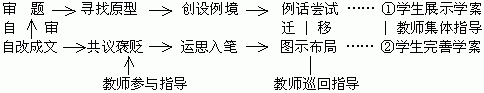 审 题 → 寻找原型 → 创设例境 → 例话尝试 …… ①学生展示学案
自 审 迁 移 教师集体指导
自改成文 ← 共议褒贬 ← 运思入笔 ← 图示布局 …… ②学生完善学案
教师参与指导 教师巡回指导